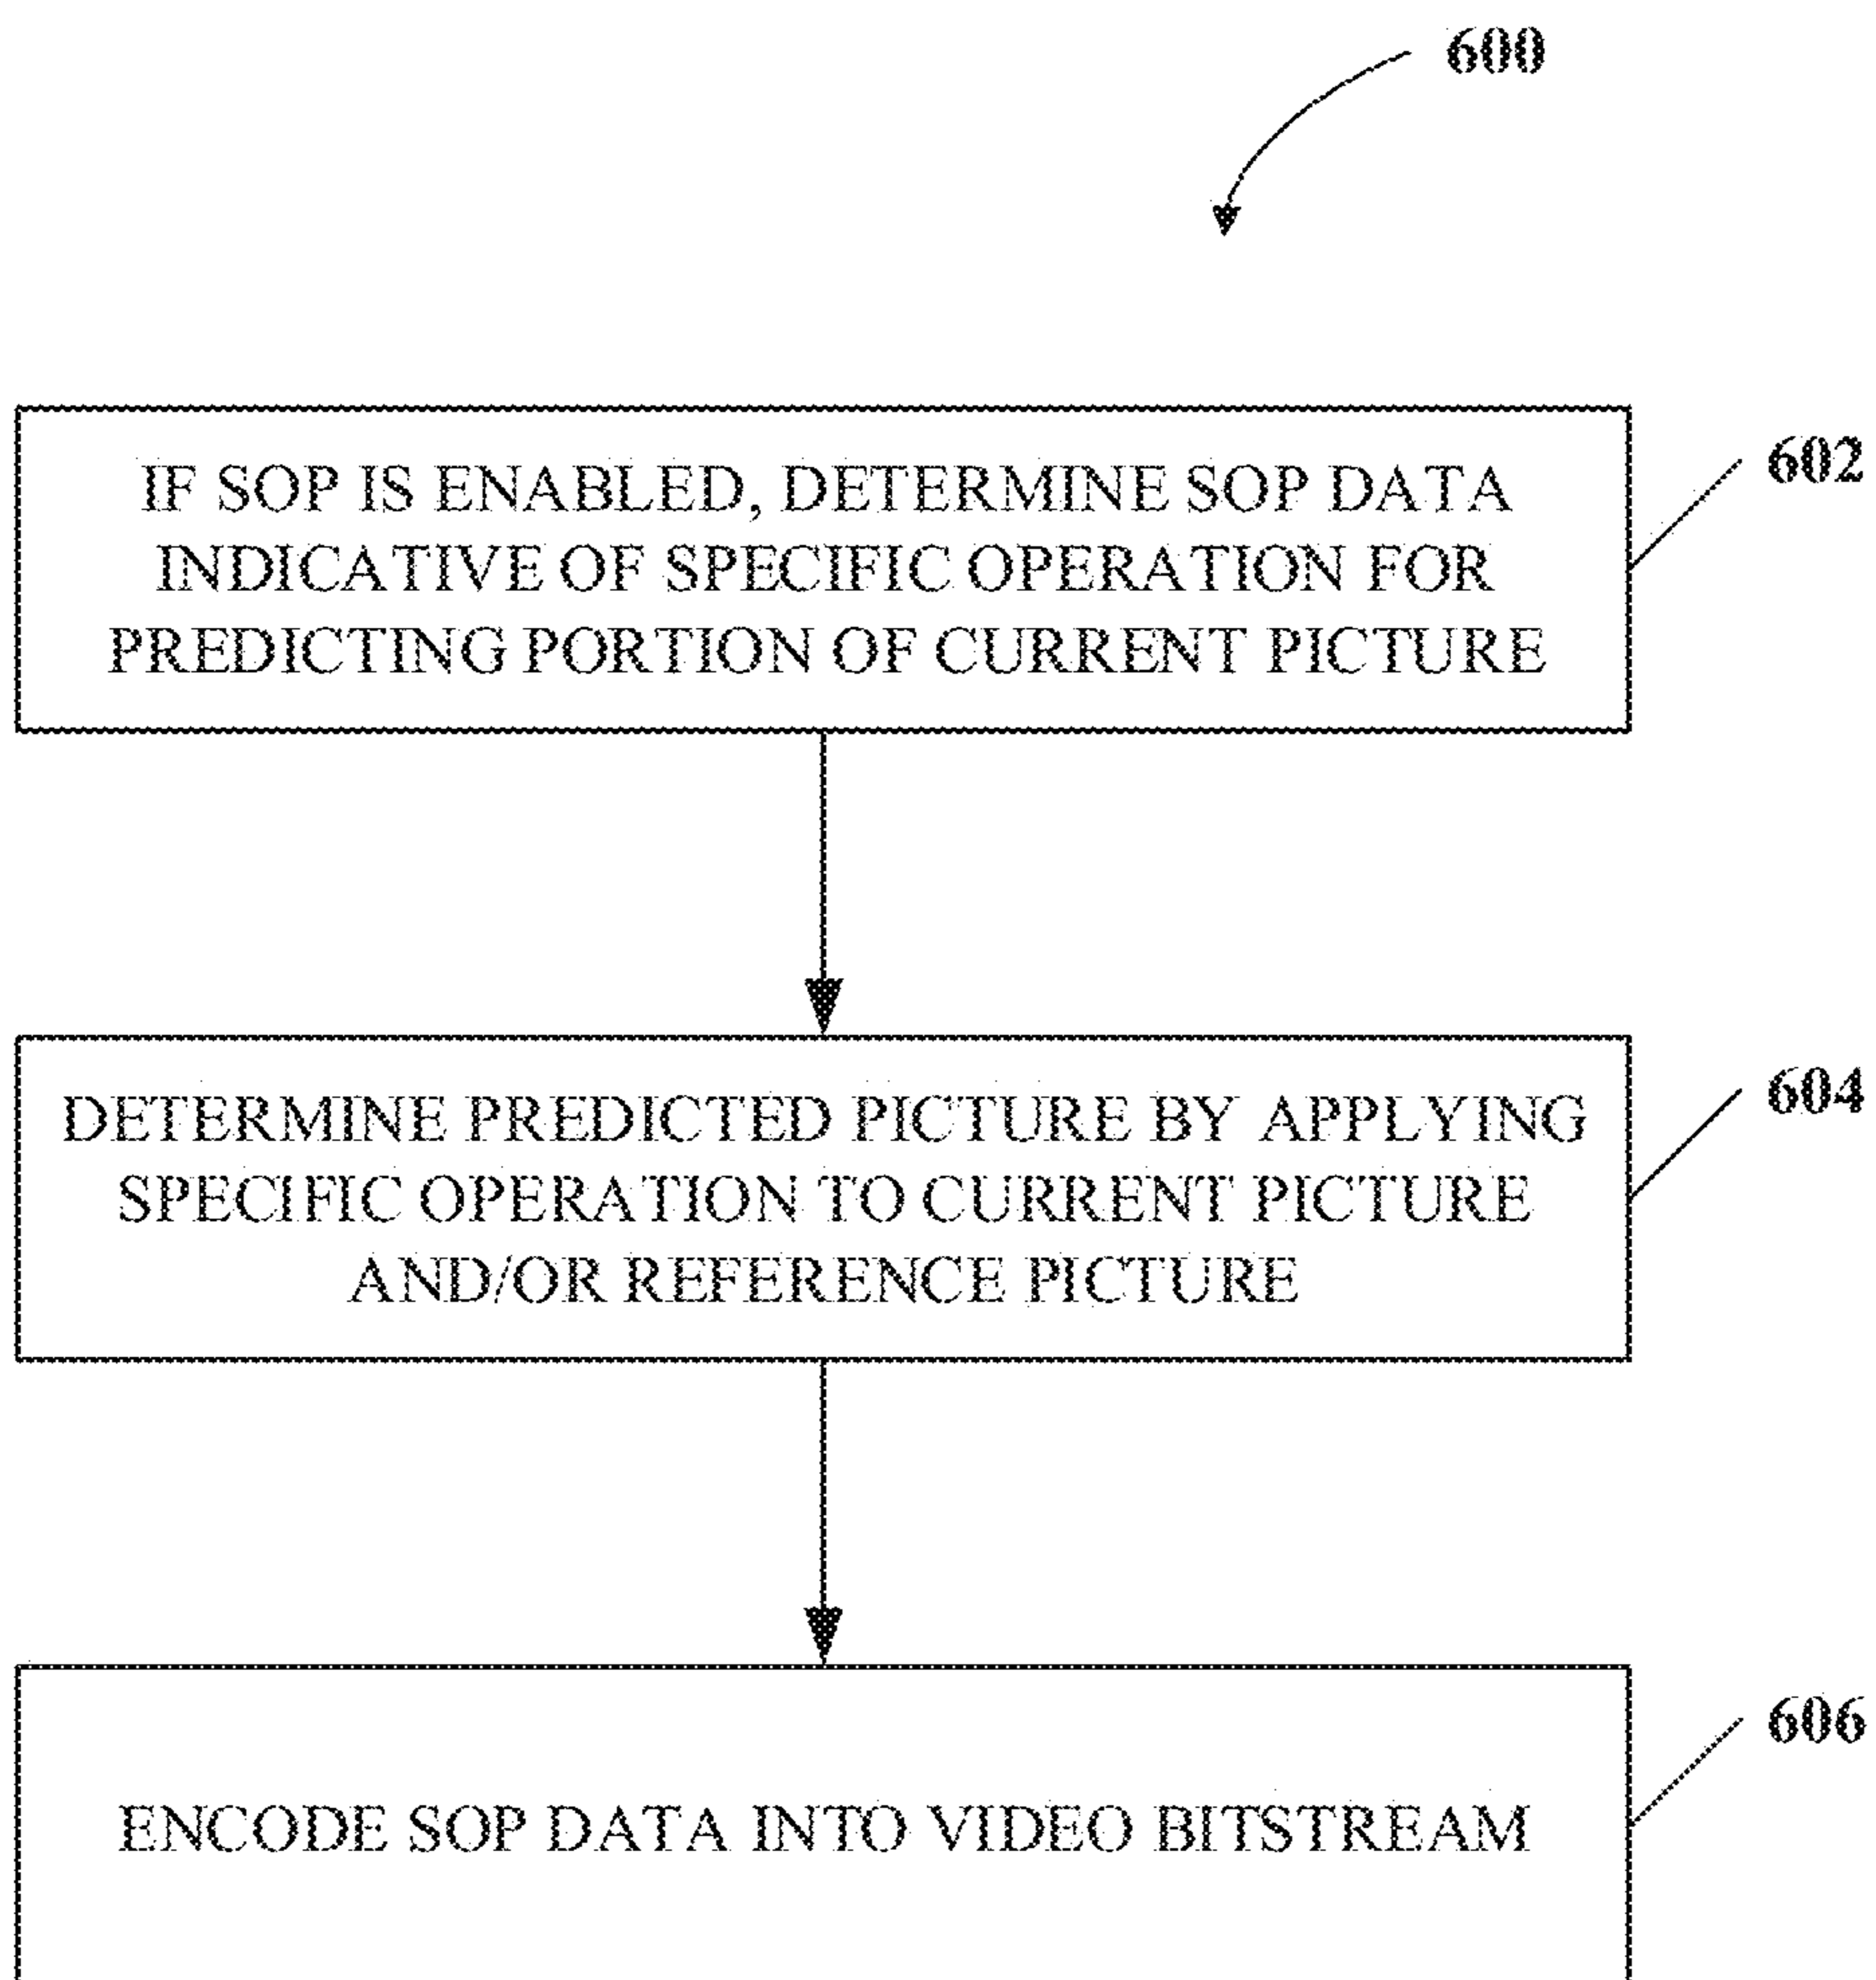 600
IF SOP IS ENABLED, DETERMINE SOP DATA
INDICATIVE OF SPECIFIC OPERATION FOR
PREDICTING PORTION OF CURRENT PICTURE
602
DETERMINE PREDICTED PICTURE BY APPLYING
SPECIFIC OPERATION TO CURRENT PICTURE
AND/OR REFERENCE PICTURE
604
ENCODE SOP DATA INTO VIDEO BITSTREAM
606